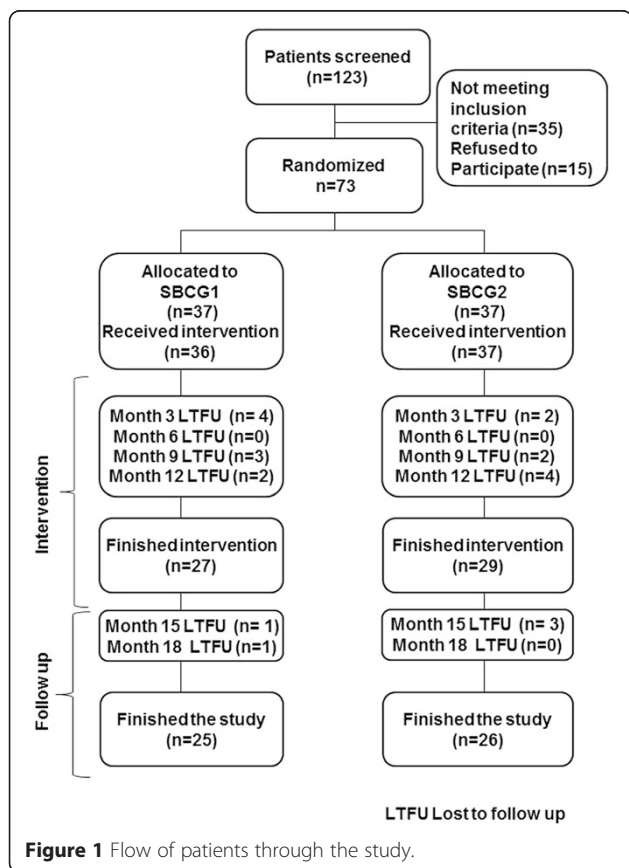 Patients screened
(n=123)
Not meeting
inclusion
criteria (n=35)
Refused to
Participate (n=15)
Randomized
n=73
Allocated to
SBCG1
(n=37)
Received intervention
(n=36)
Allocated to
SBCG2
(n=37)
Received intervention
(n=37)
Intervention
Month 3 LTFU (n= 4)
Month 6 LTFU (n=0)
Month 9 LTFU (n=3)
Month 12 LTFU (n=2)
Month 3 LTFU (n= 2)
Month 6 LTFU (n=0)
Month 9 LTFU (n=2)
Month 12 LTFU (n=4)
Finished intervention
(n=27)
Finished intervention
(n=29)
Follow up
Month 15 LTFU (n= 1)
Month 18 LTFU (n=1)
Month 15 LTFU (n= 3)
Month 18 LTFU (n=0)
Finished the study
(n=25)
Finished the study
(n=26)
LTFU Lost to follow up
Figure 1 Flow of patients through the study.